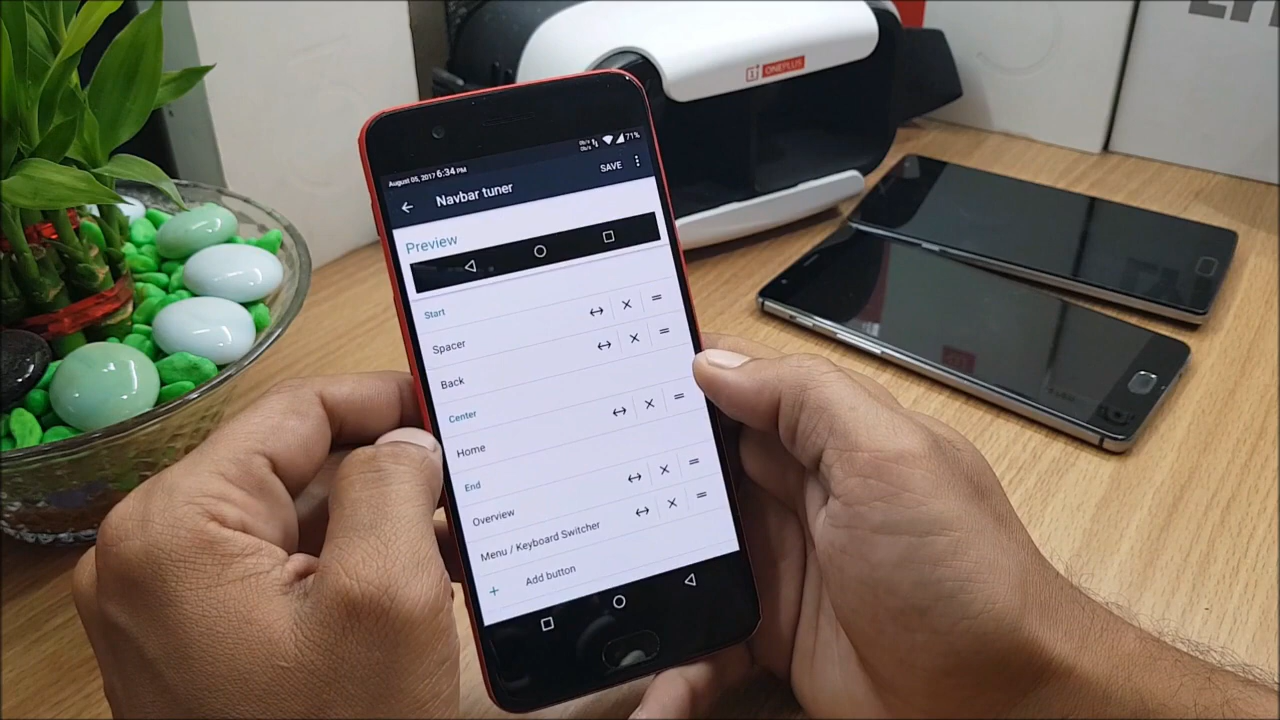 ONEPLUS
August 05, 2017 6:34 PM
71%
Navbar tuner
SAVE
Preview
Start
Spacer
Back
Center
Home
End
Overview
Menu / Keyboard Switcher
+ Add button